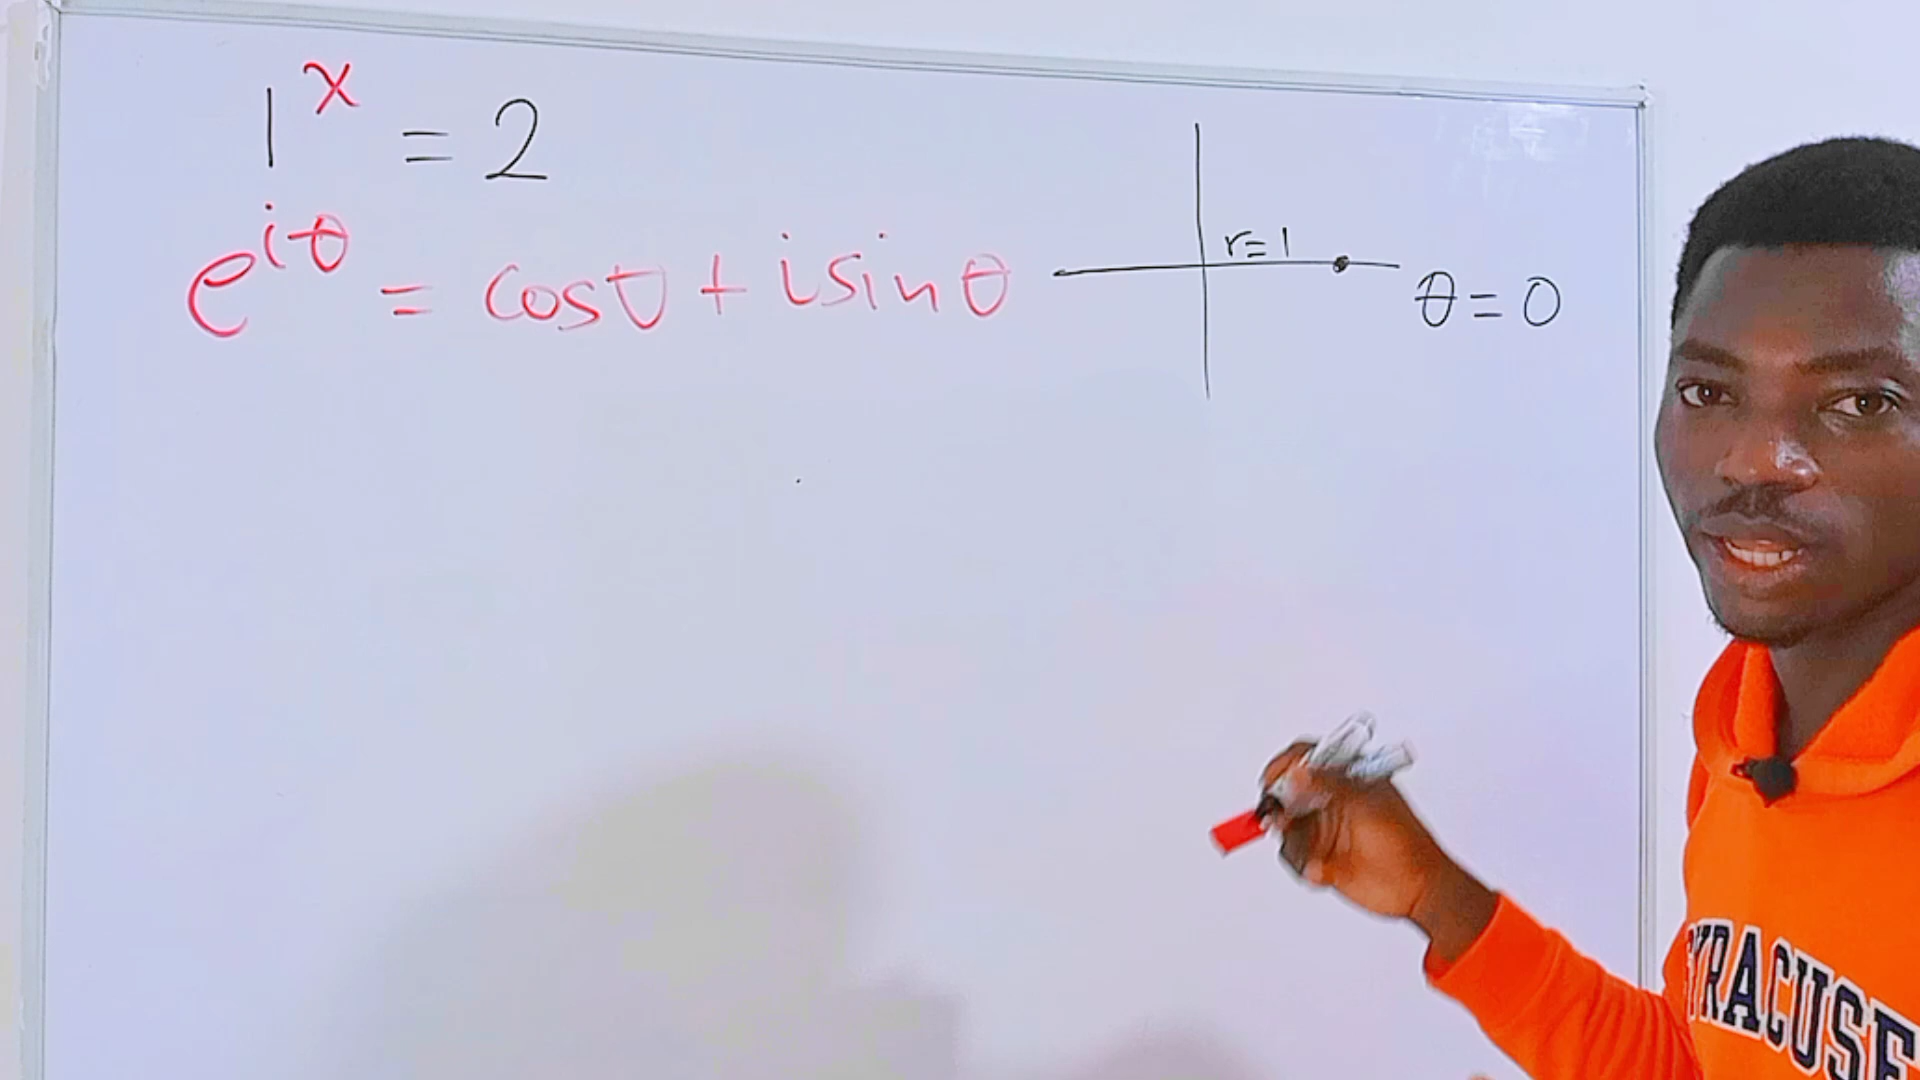 1^x = 2
e^{iθ} = cosθ + isinθ
r=1
θ=0
SYRACUSE